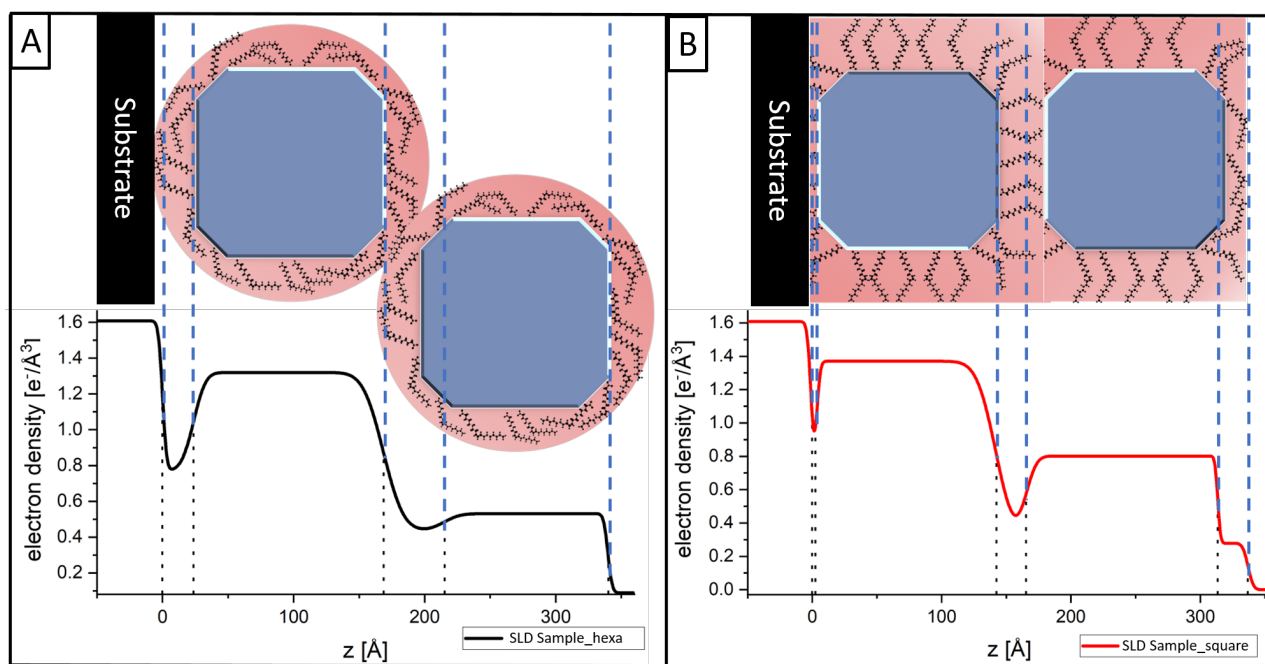 A
Substrate
1.6
1.4
1.2
1.0
0.8
0.6
0.4
0.2
electron density [e⁻/Å³]
0
100
200
300
z [Å]
SLD Sample_hexa
B
Substrate
1.6
1.4
1.2
1.0
0.8
0.6
0.4
0.2
0.0
electron density [e⁻/Å³]
0
100
200
300
z [Å]
SLD Sample_square